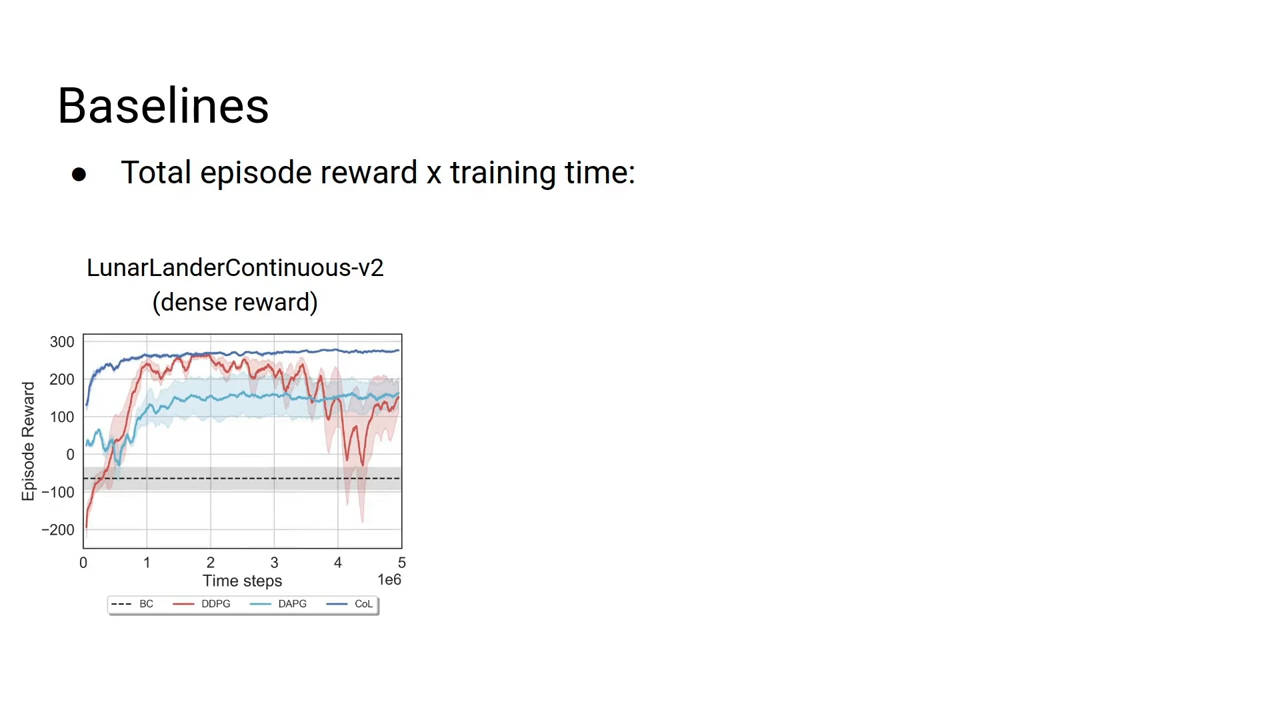 Baselines
● Total episode reward x training time:
LunarLanderContinuous-v2
(dense reward)
300
200
100
0
−100
−200
Episode Reward
0 1 2 3 4 5
Time steps
1e6
BC DDPG DAPG CoL